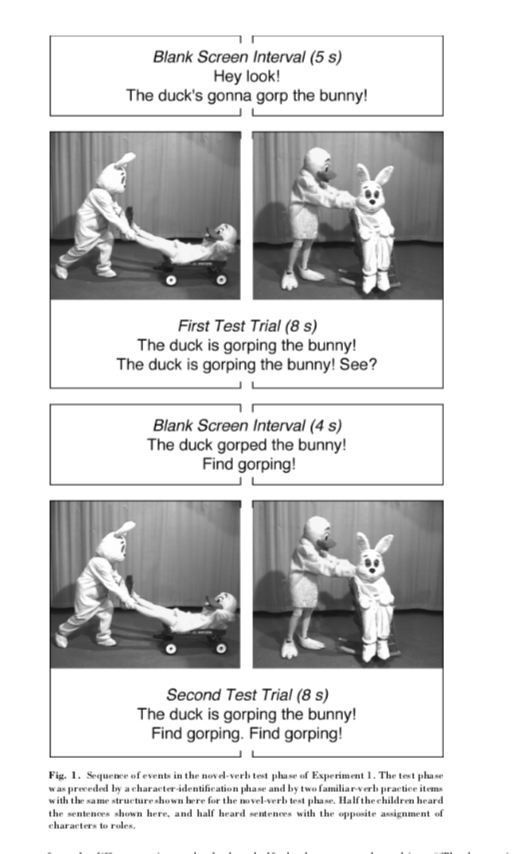 Blank Screen Interval (5 s)
Hey look!
The duck's gonna gorp the bunny!
First Test Trial (8 s)
The duck is gorping the bunny!
The duck is gorping the bunny! See?
Blank Screen Interval (4 s)
The duck gorped the bunny!
Find gorping!
Second Test Trial (8 s)
The duck is gorping the bunny!
Find gorping. Find gorping!
Fig. 1. Sequence of events in the novel-verb test phase of Experiment 1. The test phase
was preceded by a character-identification phase and by two familiar-verb practice items
with the same structure shown here for the novel-verb test phase. Half the children heard
the sentences shown here, and half heard sentences with the opposite assignment of
characters to roles.